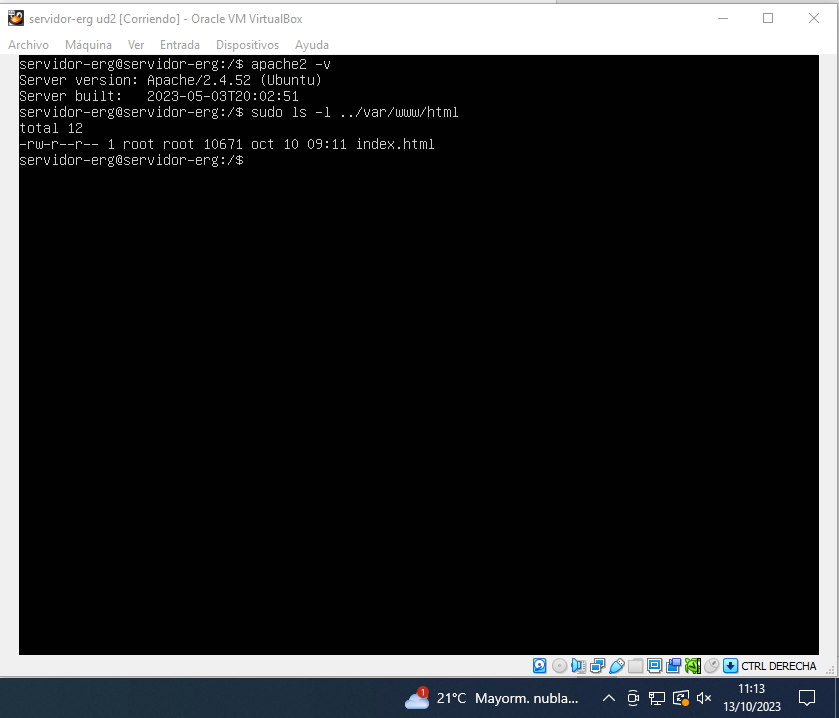 servidor-erg ud2 [Corriendo] - Oracle VM VirtualBox
Archivo Máquina Ver Entrada Dispositivos Ayuda
servidor-erg@servidor-erg:/$ apache2 -v
Server version: Apache/2.4.52 (Ubuntu)
Server built:   2023-05-03T20:02:51
servidor-erg@servidor-erg:/$ sudo ls -l ../var/www/html
total 12
-rw-r--r-- 1 root root 10671 oct 10 09:11 index.html
servidor-erg@servidor-erg:/$
CTRL DERECHA
1
21°C Mayorm. nubla...
11:13
13/10/2023